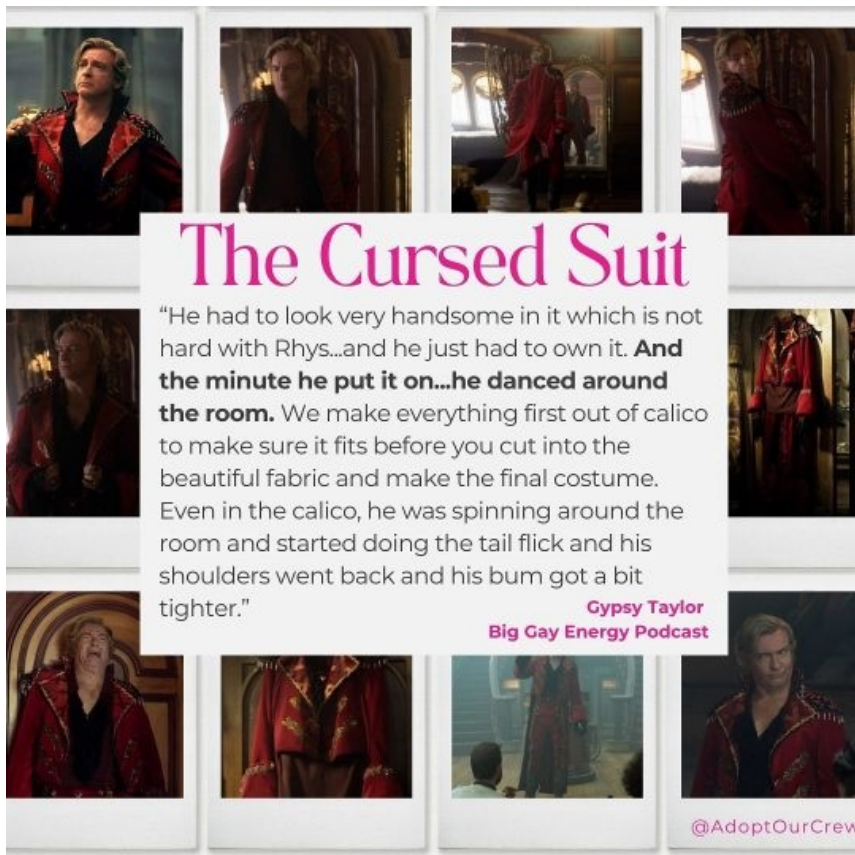 The Cursed Suit
“He had to look very handsome in it which is not
hard with Rhys...and he just had to own it. And
the minute he put it on...he danced around
the room. We make everything first out of calico
to make sure it fits before you cut into the
beautiful fabric and make the final costume.
Even in the calico, he was spinning around the
room and started doing the tail flick and his
shoulders went back and his bum got a bit
tighter.”
Gypsy Taylor
Big Gay Energy Podcast
@AdoptOurCrew